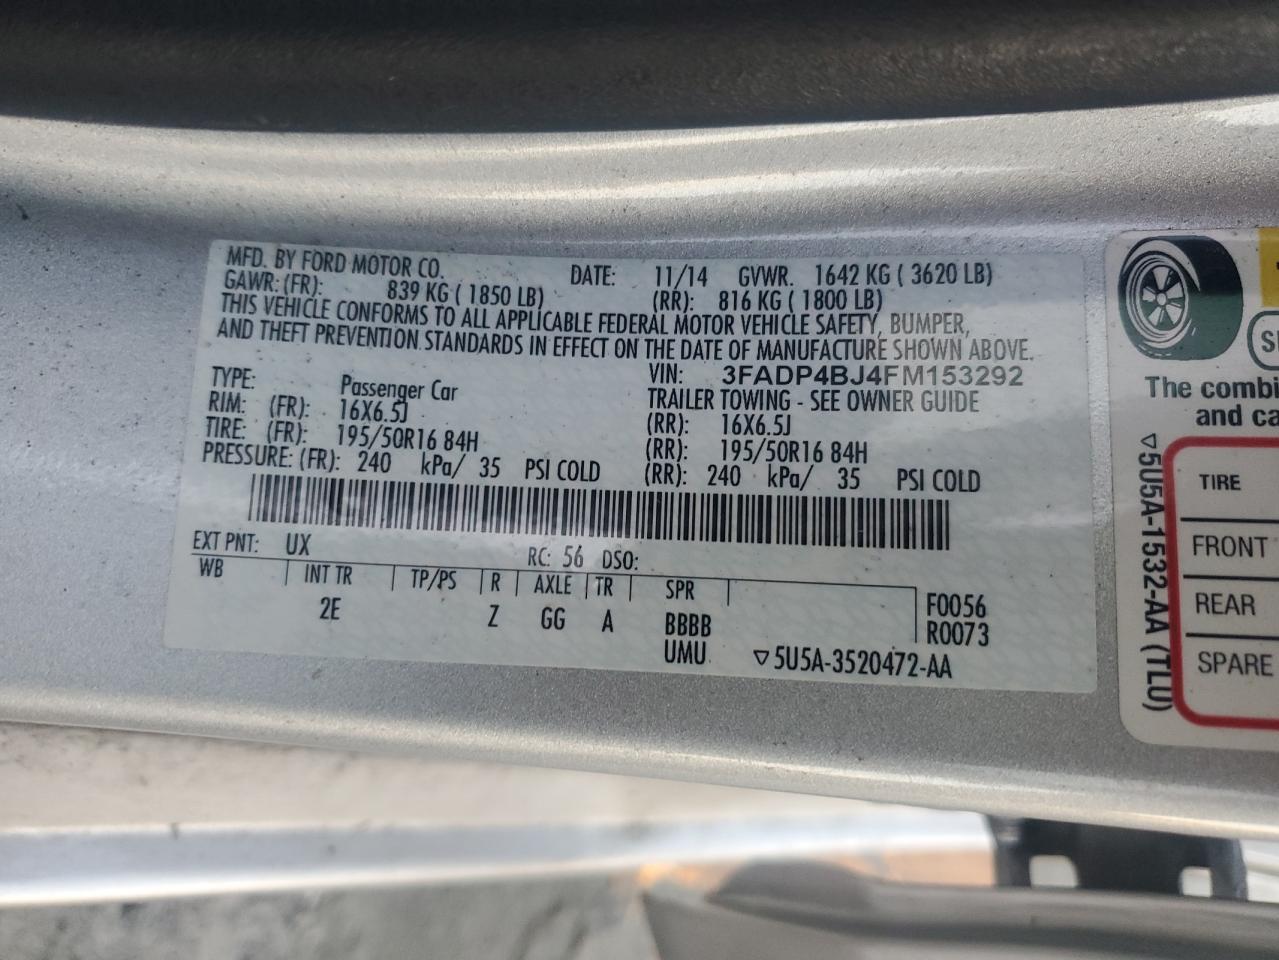 MFD. BY FORD MOTOR CO. DATE: 11/14 GVWR. 1642 KG ( 3620 LB)
GAWR: (FR): 839 KG ( 1850 LB) (RR): 816 KG ( 1800 LB)
THIS VEHICLE CONFORMS TO ALL APPLICABLE FEDERAL MOTOR VEHICLE SAFETY, BUMPER,
AND THEFT PREVENTION STANDARDS IN EFFECT ON THE DATE OF MANUFACTURE SHOWN ABOVE.
VIN: 3FADP4BJ4FM153292
TYPE: Passenger Car TRAILER TOWING - SEE OWNER GUIDE
RIM: (FR): 16X6.5J (RR): 16X6.5J
TIRE: (FR): 195/50R16 84H (RR): 195/50R16 84H
PRESSURE: (FR): 240 kPa/ 35 PSI COLD (RR): 240 kPa/ 35 PSI COLD
EXT PNT: UX RC: 56 DSO:
WB INT TR TP/PS R AXLE TR SPR F0056
2E Z GG A BBBB R0073
UMU ▽5U5A-3520472-AA
The combi
and ca
TIRE
FRONT
REAR
SPARE
▽5U5A-1532-AA (TLU)